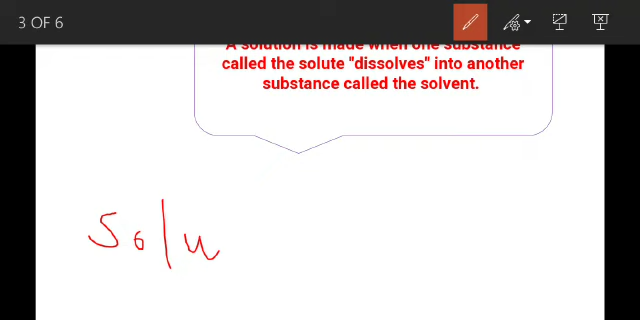 3 OF 6
A solution is made when one substance
called the solute "dissolves" into another
substance called the solvent.
Solu